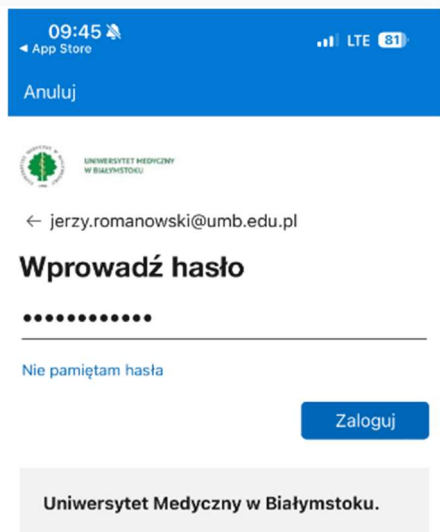 09:45
◀ App Store
LTE 81
Anuluj
UNIWERSYTET MEDYCZNY
W BIAŁYMSTOKU
← jerzy.romanowski@umb.edu.pl
Wprowadź hasło
••••••••••••
Nie pamiętam hasła
Zaloguj
Uniwersytet Medyczny w Białymstoku.